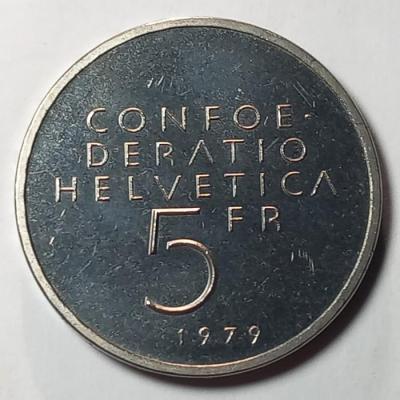 CONFOE-
DERATIO
HELVETICA
5 FR
1979